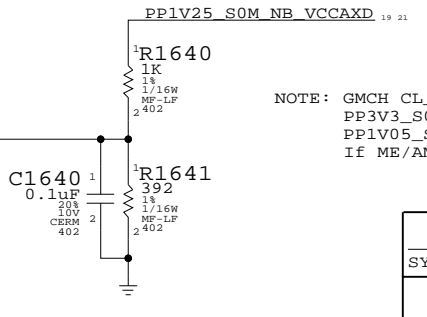 PP1V25_S0M_NB_VCCAXD 19 21
1
R1640
1K
1%
1/16W
MF-LF
2 402
NOTE: GMCH CL_
PP3V3_S0
PP1V05_S
If ME/AM
C1640 1
0.1uF
20%
10V 2
CERM
402
1
R1641
392
1%
1/16W
MF-LF
2 402
SY